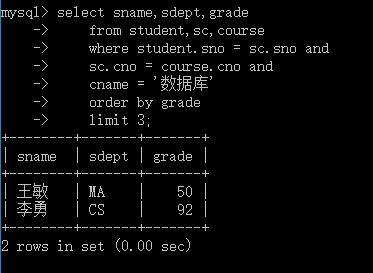 mysql> select sname,sdept,grade
    -> from student,sc,course
    -> where student.sno = sc.sno and
    -> sc.cno = course.cno and
    -> cname = '数据库'
    -> order by grade
    -> limit 3;
+--------+-------+-------+
| sname | sdept | grade |
+--------+-------+-------+
| 王敏 | MA | 50 |
| 李勇 | CS | 92 |
+--------+-------+-------+
2 rows in set (0.00 sec)